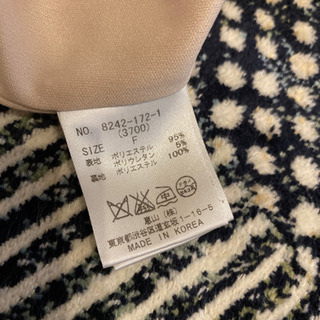 NO. 8242-172-1
(3700)
SIZE F
表地 ポリエステル 95%
ポリウレタン 5%
裏地 ポリエステル 100%
(株)
東京都渋谷区道玄坂1-16-5
MADE IN KOREA